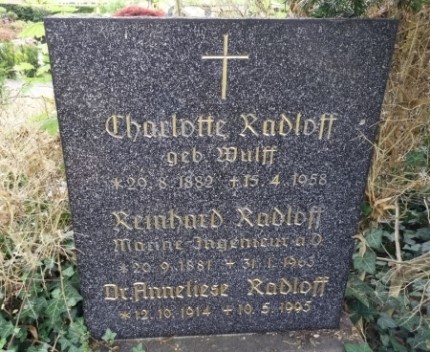 Charlotte Radloff
geb. Wulff
* 29. 8. 1882 + 15. 4. 1958
Reinhard Radloff
Marine-Ingenieur a.D
* 20. 9. 1881 + 31. 1. 1963
Dr. Anneliese Radloff
* 12. 10. 1914 + 10. 5. 1993